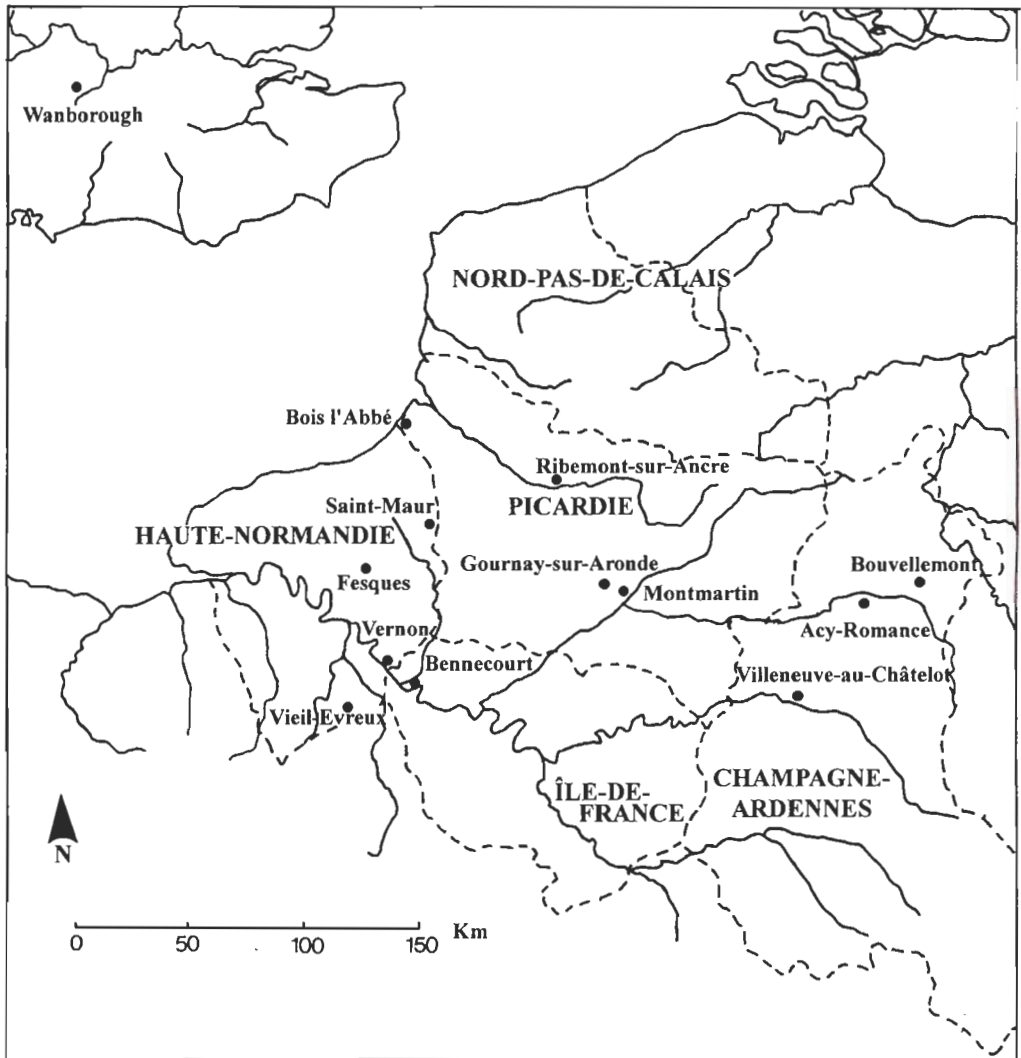 Wanborough
NORD-PAS-DE-CALAIS
Bois l'Abbé
Ribemont-sur-Ancre
PICARDIE
Saint-Maur
HAUTE-NORMANDIE
Fesques
Gournay-sur-Aronde
Montmartin
Bouvellemont
Acy-Romance
Vernon
Bennecourt
Villeneuve-au-Châtelot
Vieil-Evreux
ÎLE-DE-
FRANCE
CHAMPAGNE-
ARDENNES
N
0 50 100 150 Km